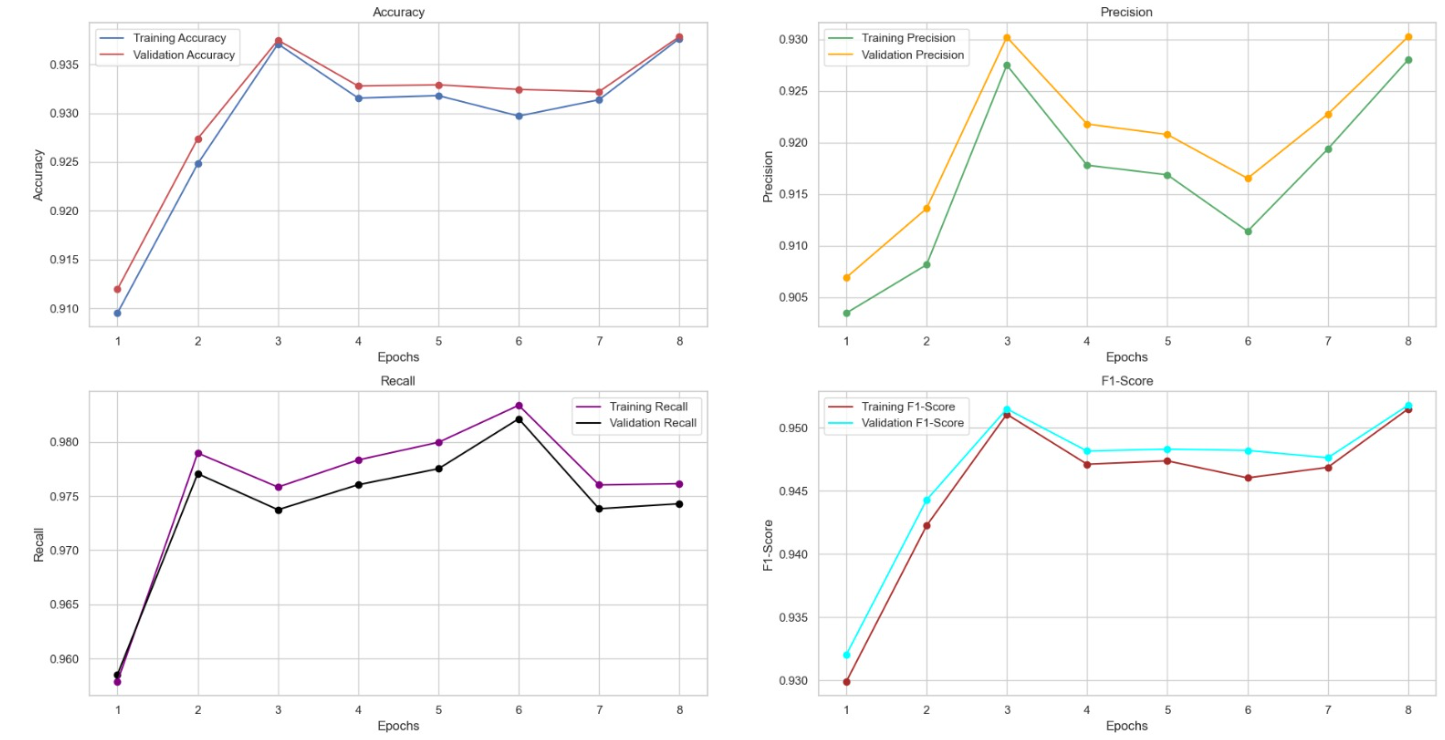 Accuracy
Training Accuracy
Validation Accuracy
0.935
0.930
0.925
0.920
0.915
0.910
Accuracy
1 2 3 4 5 6 7 8
Epochs
Precision
Training Precision
Validation Precision
0.930
0.925
0.920
0.915
0.910
0.905
Precision
1 2 3 4 5 6 7 8
Epochs
Recall
Training Recall
Validation Recall
0.980
0.975
0.970
0.965
0.960
Recall
1 2 3 4 5 6 7 8
Epochs
F1-Score
Training F1-Score
Validation F1-Score
0.950
0.945
0.940
0.935
0.930
F1-Score
1 2 3 4 5 6 7 8
Epochs